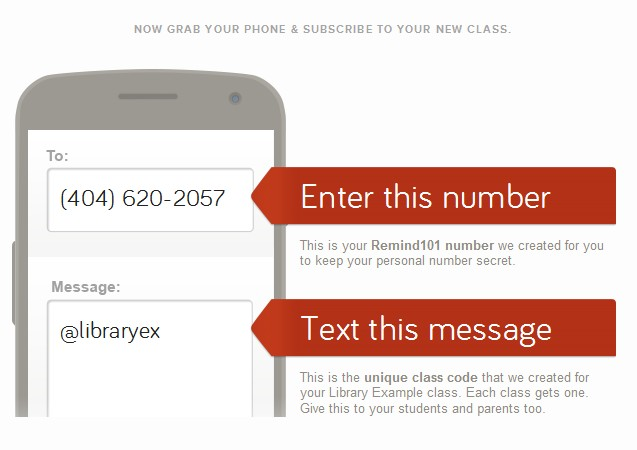 NOW GRAB YOUR PHONE & SUBSCRIBE TO YOUR NEW CLASS.
To:
(404) 620-2057
Enter this number
This is your Remind101 number we created for you
to keep your personal number secret.
Message:
@libraryex
Text this message
This is the unique class code that we created for
your Library Example class. Each class gets one.
Give this to your students and parents too.